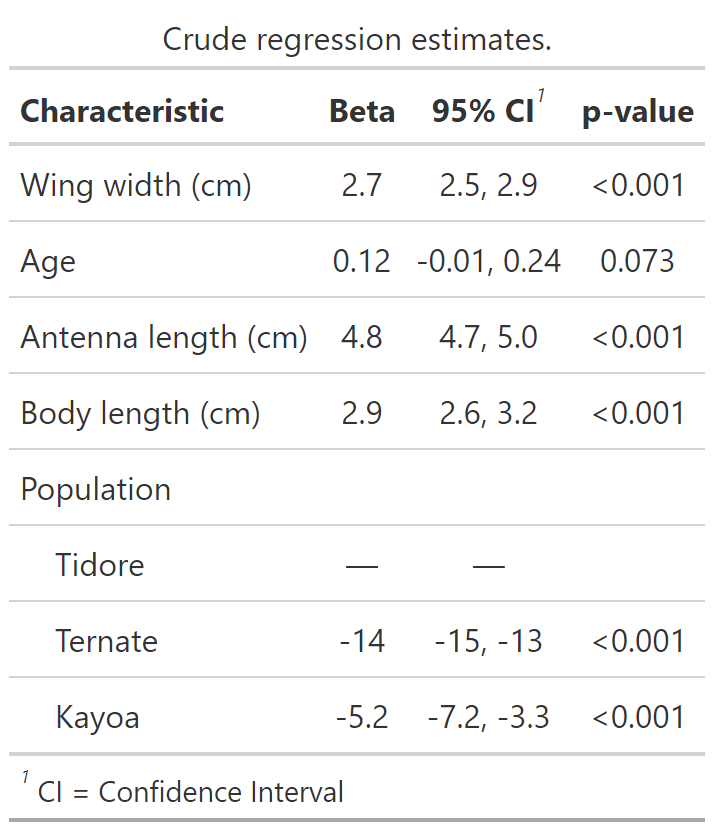 Crude regression estimates.
Characteristic Beta 95% CI1 p-value
Wing width (cm) 2.7 2.5, 2.9 <0.001
Age 0.12 -0.01, 0.24 0.073
Antenna length (cm) 4.8 4.7, 5.0 <0.001
Body length (cm) 2.9 2.6, 3.2 <0.001
Population
Tidore — —
Ternate -14 -15, -13 <0.001
Kayoa -5.2 -7.2, -3.3 <0.001
1 CI = Confidence Interval